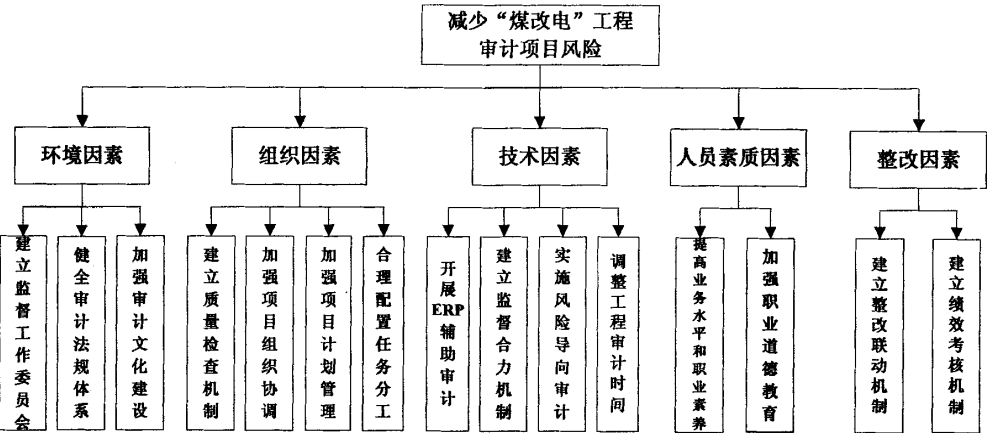 减少“煤改电”工程
审计项目风险
环境因素
组织因素
技术因素
人员素质因素
整改因素
建立监督工作委员会
健全审计法规体系
加强审计文化建设
建立质量检查机制
加强项目组织协调
加强项目计划管理
合理配置任务分工
开展ERP辅助审计
建立监督合力机制
实施风险导向审计
调整工程审计时间
提高业务水平和职业素养
加强职业道德教育
建立整改联动机制
建立绩效考核机制